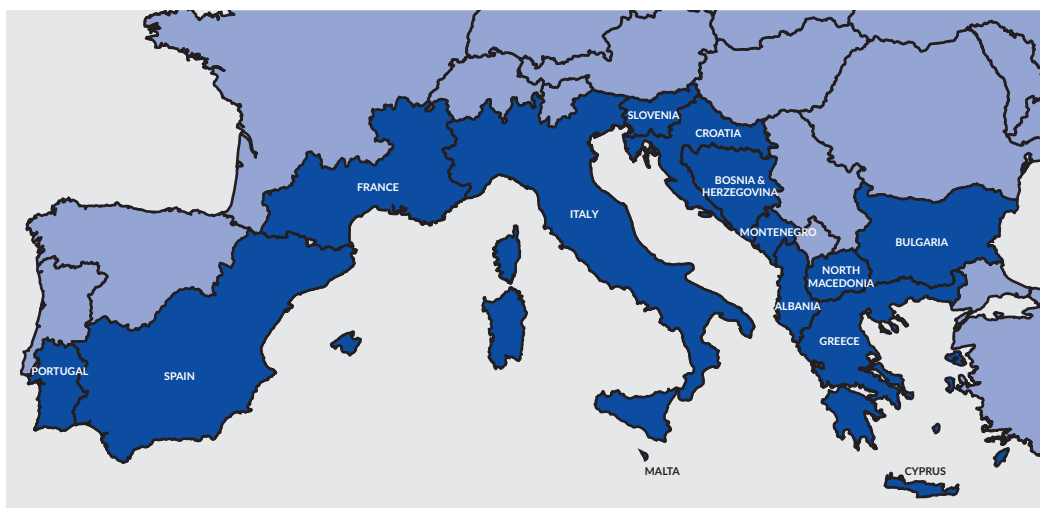 SLOVENIA
CROATIA
BOSNIA &
HERZEGOVINA
FRANCE
ITALY
MONTENEGRO
BULGARIA
NORTH
MACEDONIA
ALBANIA
GREECE
PORTUGAL
SPAIN
MALTA
CYPRUS